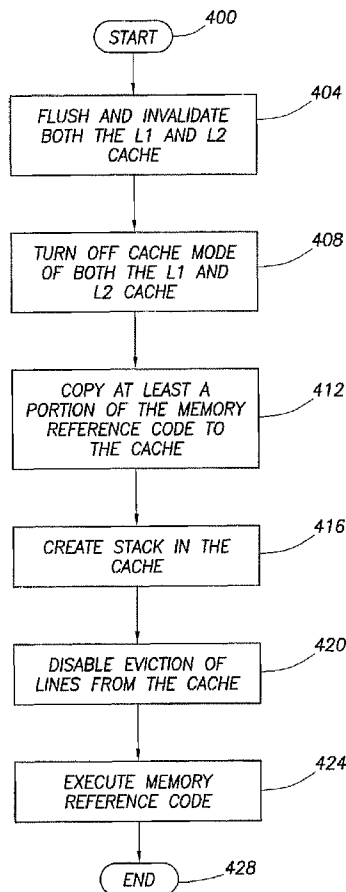 START
400
FLUSH AND INVALIDATE
BOTH THE L1 AND L2
CACHE
404
TURN OFF CACHE MODE
OF BOTH THE L1 AND
L2 CACHE
408
COPY AT LEAST A
PORTION OF THE MEMORY
REFERENCE CODE TO
THE CACHE
412
CREATE STACK IN THE
CACHE
416
DISABLE EVICTION OF
LINES FROM THE CACHE
420
EXECUTE MEMORY
REFERENCE CODE
424
END
428